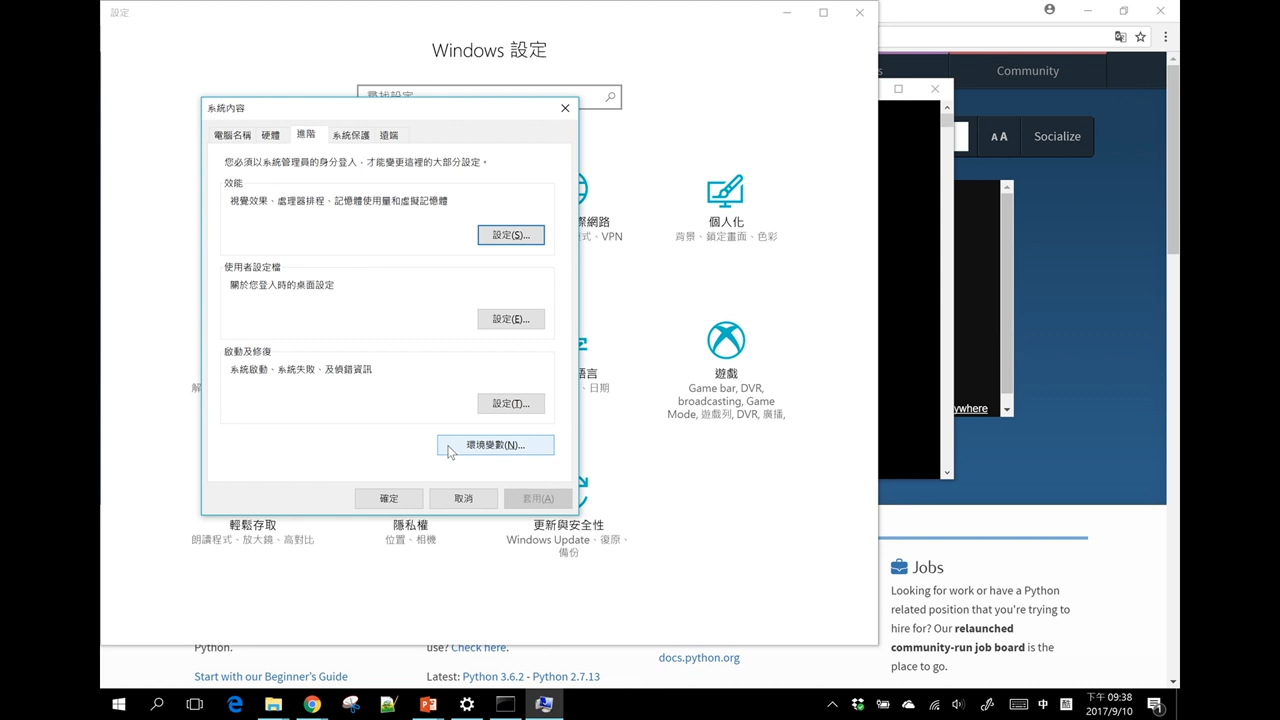 設定
Windows 設定
尋找設定
系統內容
電腦名稱
硬體
進階
系統保護
遠端
您必須以系統管理員的身分登入，才能變更這裡的大部分設定。
效能
視覺效果、處理器排程、記憶體使用量和虛擬記憶體
設定(S)...
使用者設定檔
關於您登入時的桌面設定
設定(E)...
啟動及修復
系統啟動、系統失敗、及偵錯資訊
設定(T)...
環境變數(N)...
確定
取消
套用(A)
際網路
式、VPN
個人化
背景、鎖定畫面、色彩
語言
、日期
遊戲
Game bar, DVR,
broadcasting, Game
Mode, 遊戲列, DVR, 廣播,
解
輕鬆存取
朗讀程式、放大鏡、高對比
隱私權
位置、相機
更新與安全性
Windows Update、復原、
備份
s
Community
A A
Socialize
ywhere
Jobs
Looking for work or have a Python
related position that you're trying to
hire for? Our relaunched
community-run job board is the
place to go.
Python.
use? Check here.
docs.python.org
Start with our Beginner's Guide
Latest: Python 3.6.2 - Python 2.7.13
中
下午 09:38
2017/9/10
1